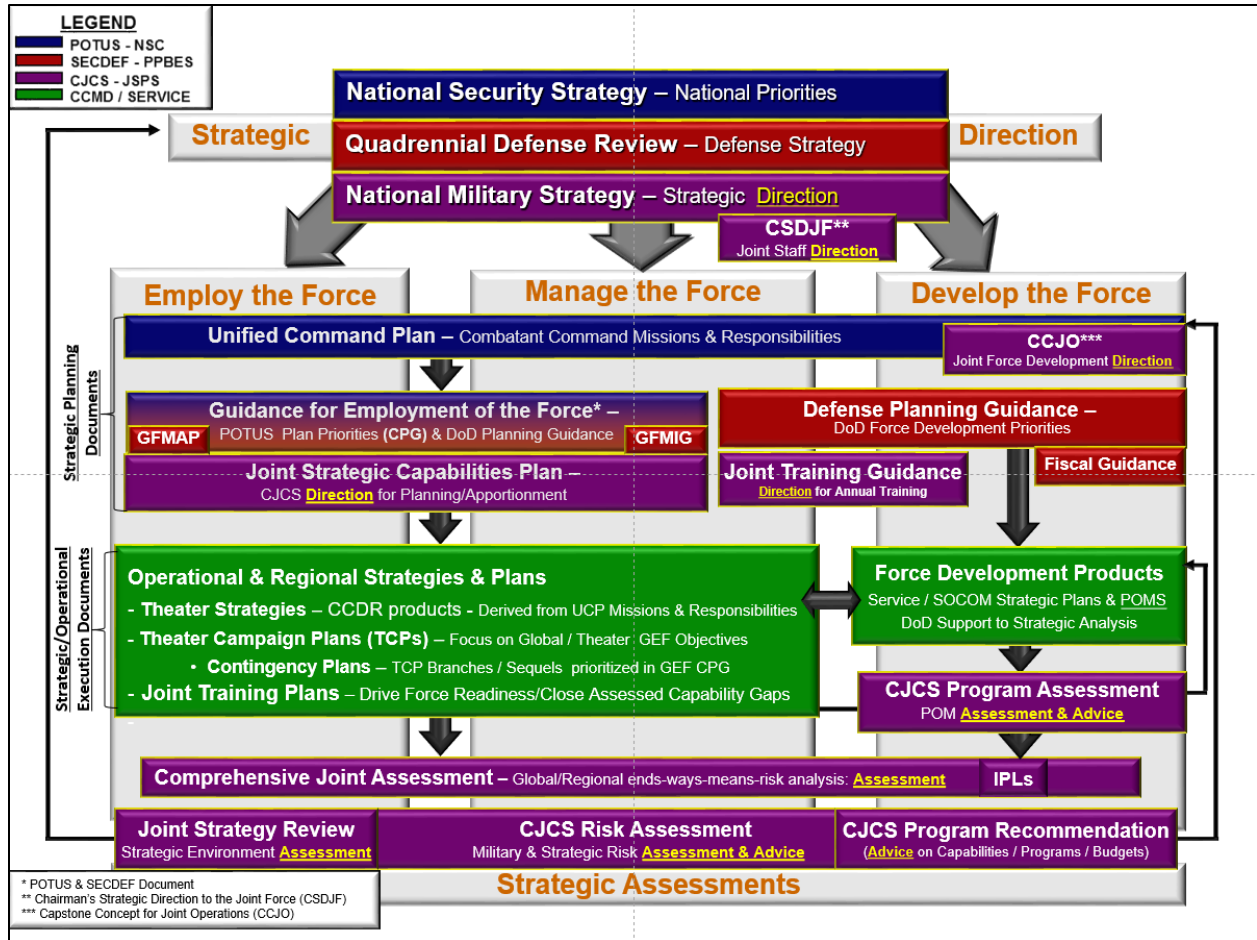 LEGEND
POTUS - NSC
SECDEF - PPBES
CJCS - JSPS
CCMD / SERVICE
National Security Strategy – National Priorities
Strategic
Quadrennial Defense Review – Defense Strategy
Direction
National Military Strategy – Strategic Direction
CSDJF**
Joint Staff Direction
Employ the Force
Manage the Force
Develop the Force
Strategic Planning
Documents
Unified Command Plan – Combatant Command Missions & Responsibilities
CCJO***
Joint Force Development Direction
Guidance for Employment of the Force* –
GFMAP
POTUS Plan Priorities (CPG) & DoD Planning Guidance
GFMIG
Defense Planning Guidance –
DoD Force Development Priorities
Joint Strategic Capabilities Plan –
CJCS Direction for Planning/Apportionment
Joint Training Guidance
Direction for Annual Training
Fiscal Guidance
Strategic/Operational
Execution Documents
Operational & Regional Strategies & Plans
- Theater Strategies – CCDR products - Derived from UCP Missions & Responsibilities
- Theater Campaign Plans (TCPs) – Focus on Global / Theater GEF Objectives
• Contingency Plans – TCP Branches / Sequels prioritized in GEF CPG
- Joint Training Plans – Drive Force Readiness/Close Assessed Capability Gaps
-
Force Development Products
Service / SOCOM Strategic Plans & POMS
DoD Support to Strategic Analysis
CJCS Program Assessment
POM Assessment & Advice
Comprehensive Joint Assessment – Global/Regional ends-ways-means-risk analysis: Assessment
IPLs
Joint Strategy Review
Strategic Environment Assessment
CJCS Risk Assessment
Military & Strategic Risk Assessment & Advice
CJCS Program Recommendation
(Advice on Capabilities / Programs / Budgets)
Strategic Assessments
* POTUS & SECDEF Document
** Chairman's Strategic Direction to the Joint Force (CSDJF)
*** Capstone Concept for Joint Operations (CCJO)